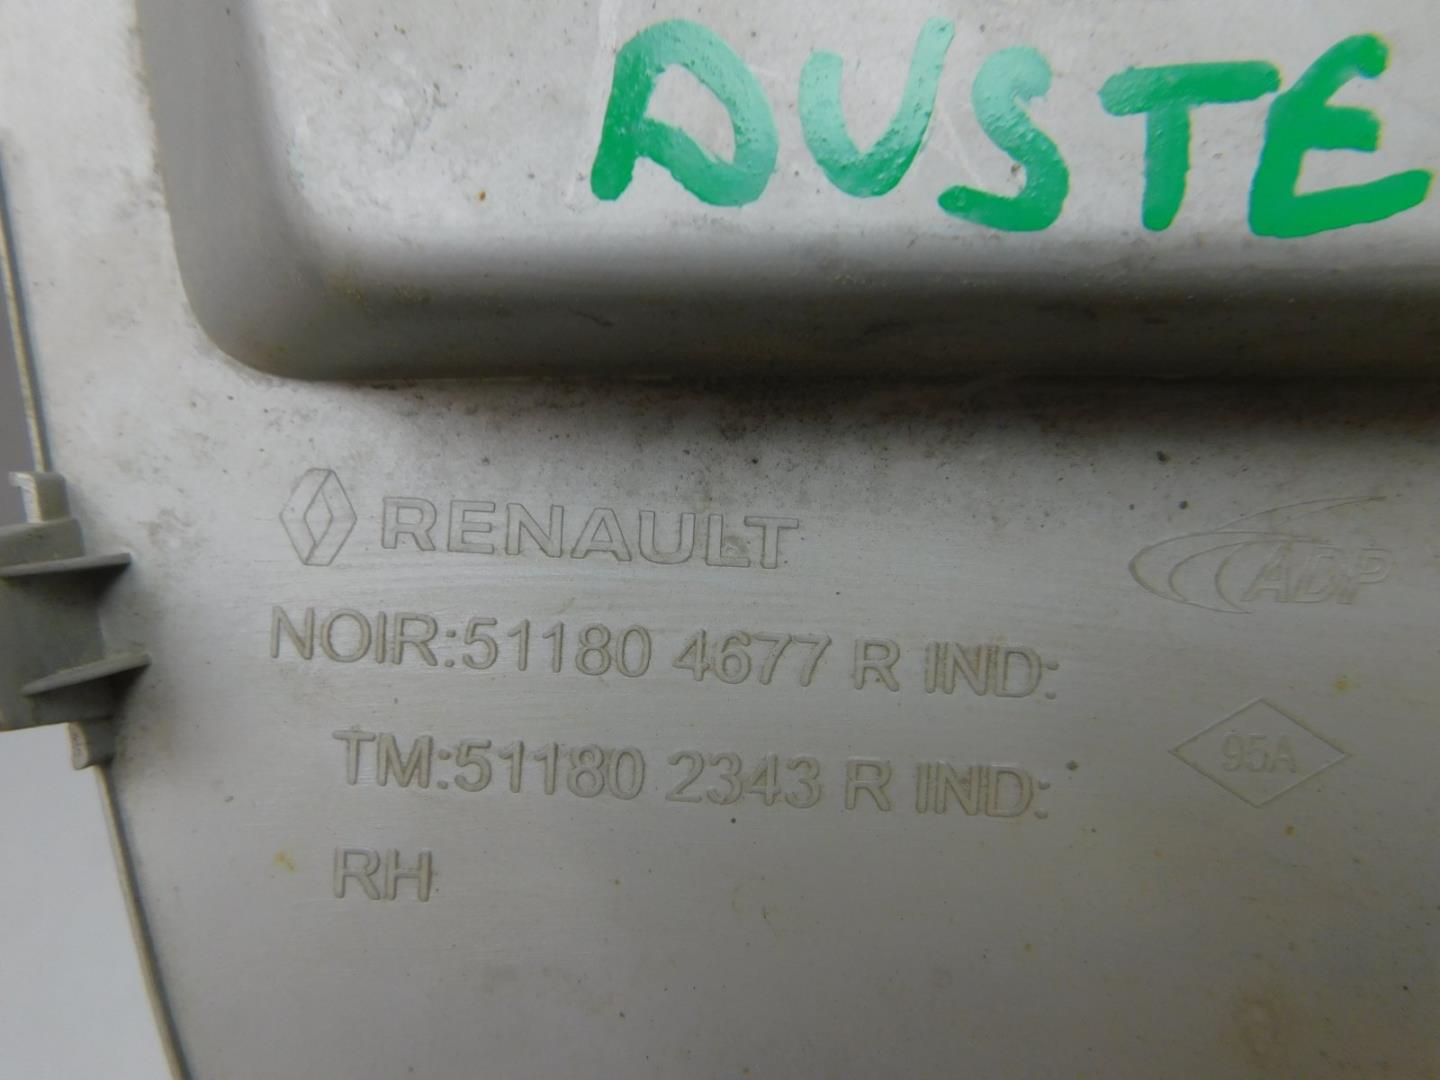 AUSTE
RENAULT
ADP
NOIR:51180 4677 R IND:
TM:51180 2343 R IND:
95A
RH